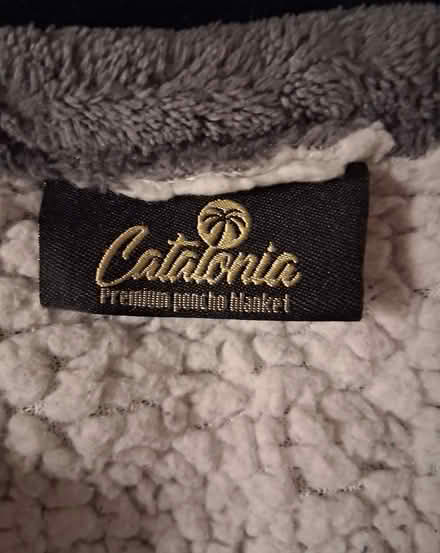 Catalonia
Premium poncho blanket